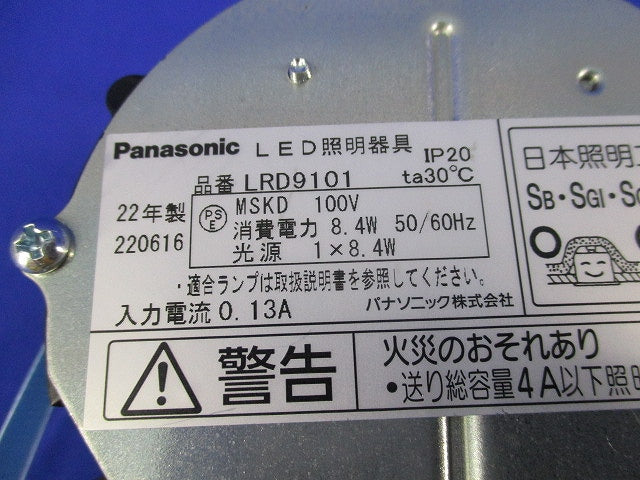 Panasonic LED照明器具 IP20
品番 LRD9101 ta30℃
22年製
220616
PS E
MSKD 100V
消費電力 8.4W 50/60Hz
光源 1×8.4W
・適合ランプは取扱説明書を参照してください。
入力電流0.13A
パナソニック株式会社
日本照明
SB・SGI・S
警告
火災のおそれあり
・送り総容量4A以下照